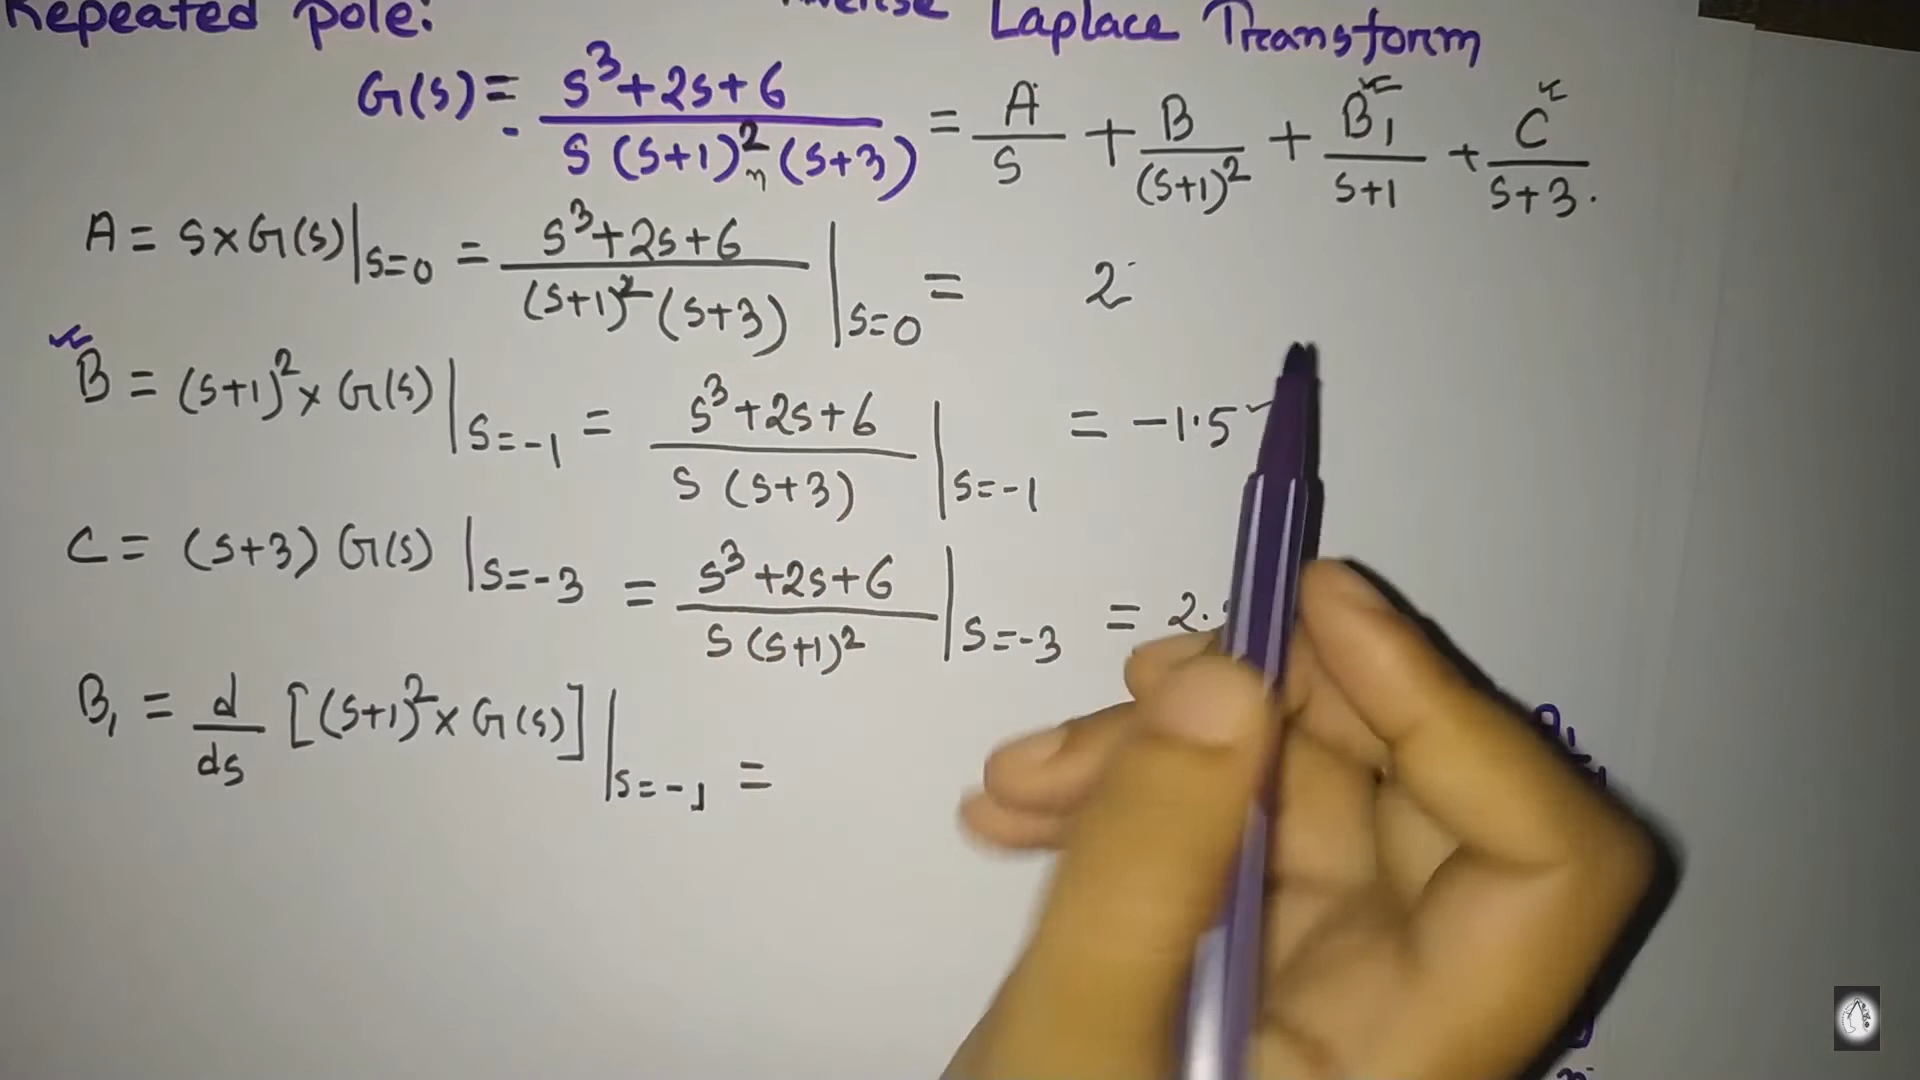 Repeated pole: Inverse Laplace Transform
G(s) = s³+2s+6 / s (s+1)²ₙ (s+3) = A/s + B/(s+1)² + B₁/s+1 + C/s+3.
A = s×G(s)|s=0 = s³+2s+6 / (s+1)² (s+3) |s=0 = 2
B = (s+1)² × G(s)|s=-1 = s³+2s+6 / s (s+3) |s=-1 = -1.5
C = (s+3) G(s) |s=-3 = s³+2s+6 / s (s+1)² |s=-3 = 2.
B₁ = d/ds [(s+1)² × G(s)] |s=-1 =